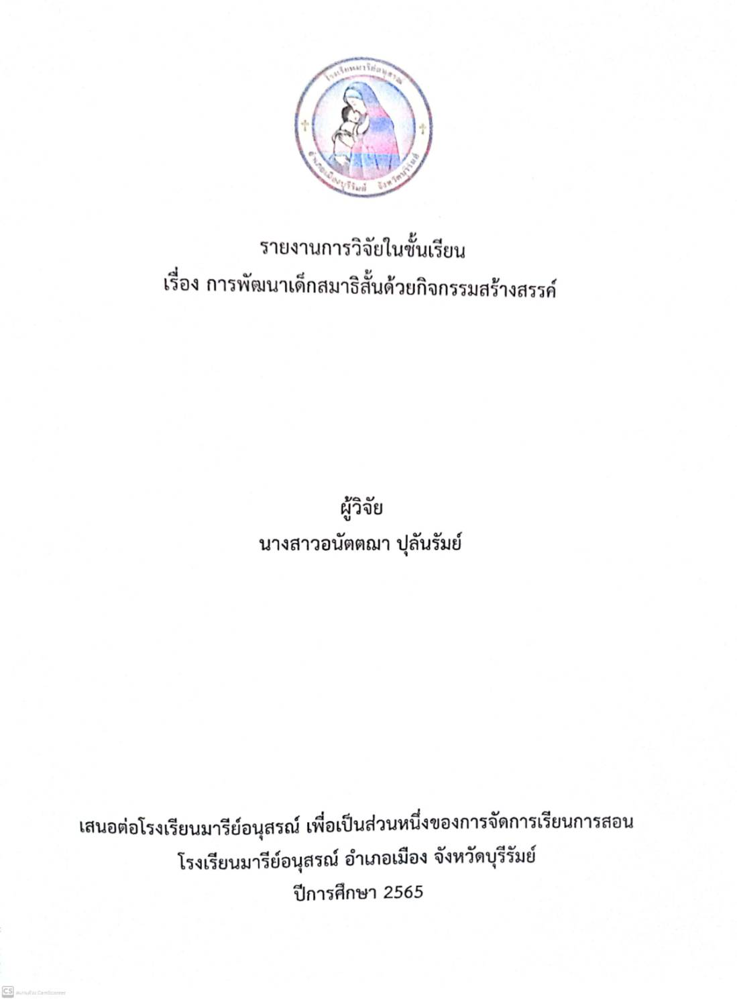 โรงเรียนมารีย์อนุสรณ์
อำเภอเมืองบุรีรัมย์ จังหวัดบุรีรัมย์
รายงานการวิจัยในชั้นเรียน
เรื่อง การพัฒนาเด็กสมาธิสั้นด้วยกิจกรรมสร้างสรรค์
ผู้วิจัย
นางสาวอนัตตฌา ปุลันรัมย์
เสนอต่อโรงเรียนมารีย์อนุสรณ์ เพื่อเป็นส่วนหนึ่งของการจัดการเรียนการสอน
โรงเรียนมารีย์อนุสรณ์ อำเภอเมือง จังหวัดบุรีรัมย์
ปีการศึกษา 2565
CS สแกนด้วย CamScanner